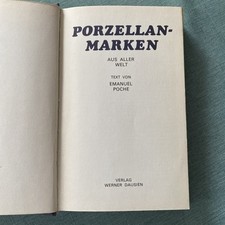 PORZELLAN-
MARKEN
AUS ALLER
WELT
TEXT VON
EMANUEL
POCHE
VERLAG
WERNER DAUSIEN